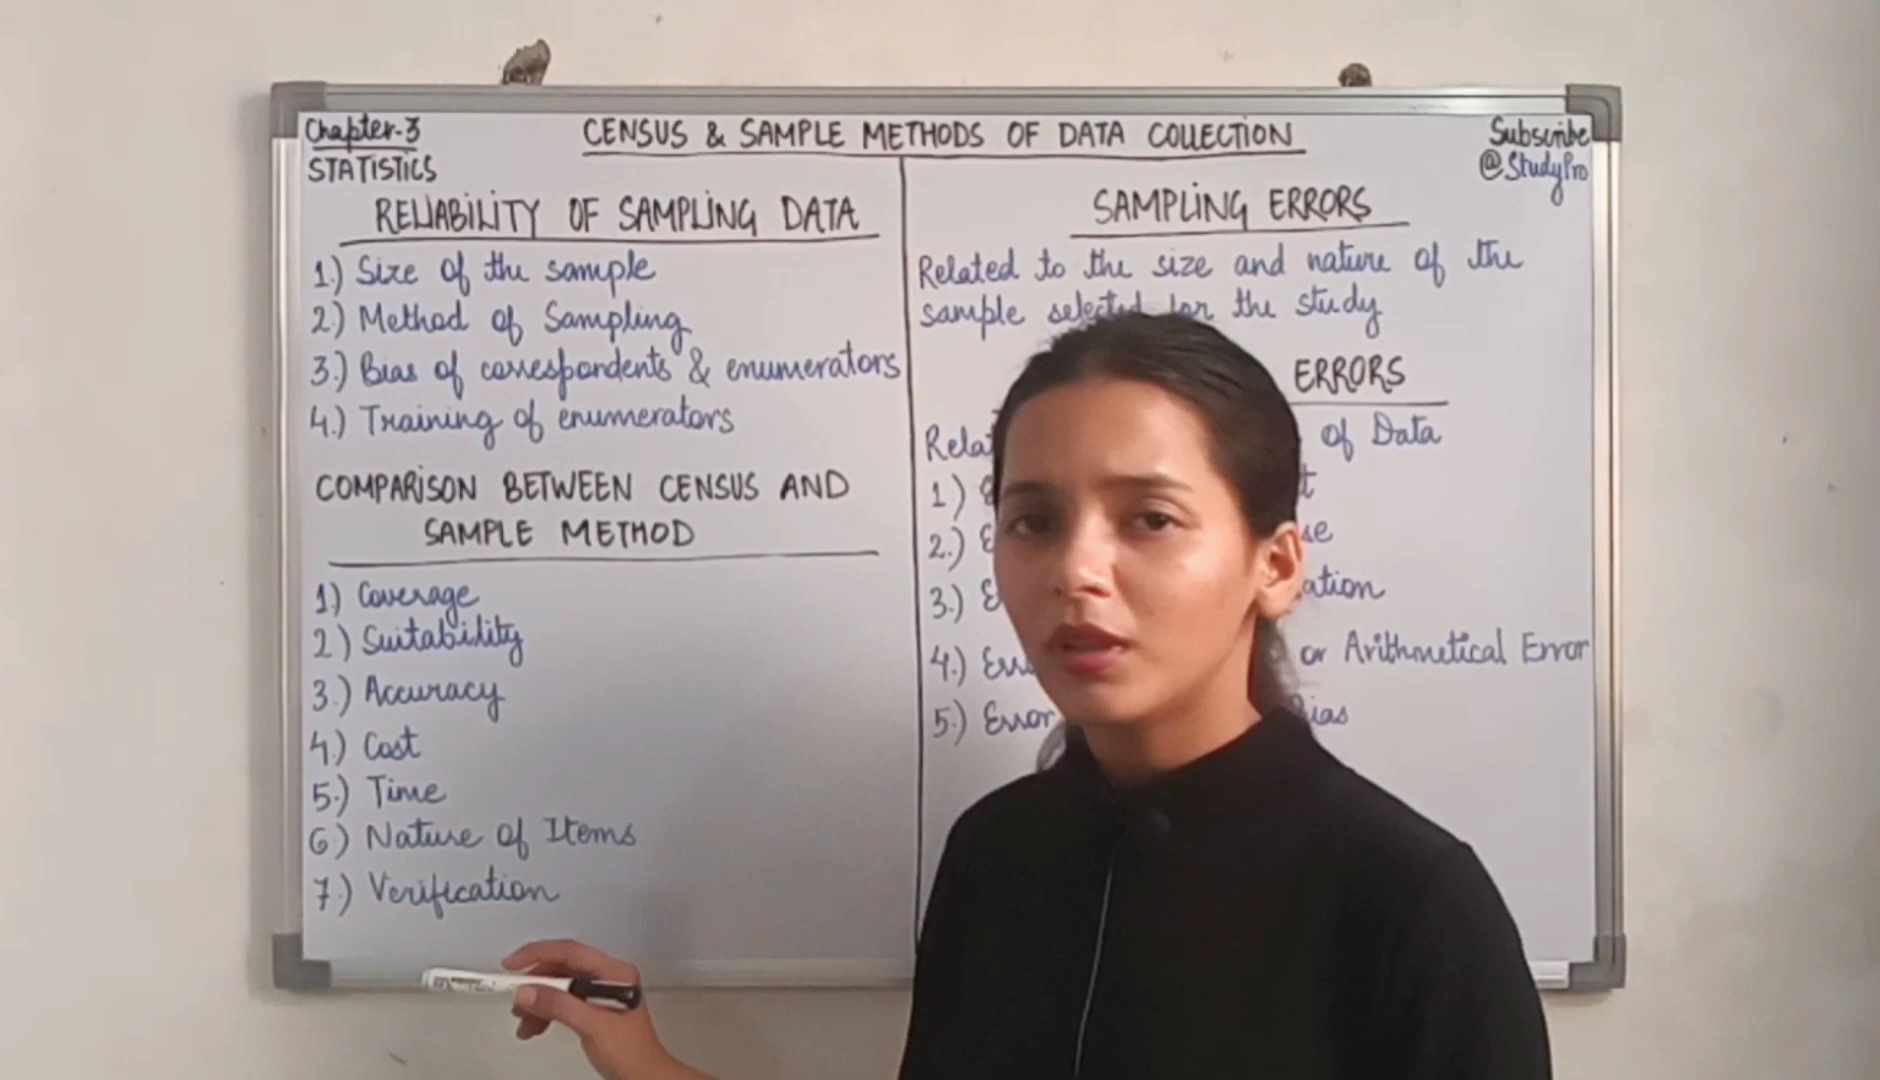 Chapter-3
STATISTICS
CENSUS & SAMPLE METHODS OF DATA COLLECTION
Subscribe
@StudyPro
RELIABILITY OF SAMPLING DATA
1.) Size of the sample
2.) Method of Sampling
3.) Bias of correspondents & enumerators
4.) Training of enumerators
COMPARISON BETWEEN CENSUS AND
SAMPLE METHOD
1.) Coverage
2.) Suitability
3.) Accuracy
4.) Cost
5.) Time
6.) Nature of Items
7.) Verification
SAMPLING ERRORS
Related to the size and nature of the
sample selected for the study
ERRORS
of Data
1.)
2.)
3.)
4.) or Arithmetical Error
5.) Error